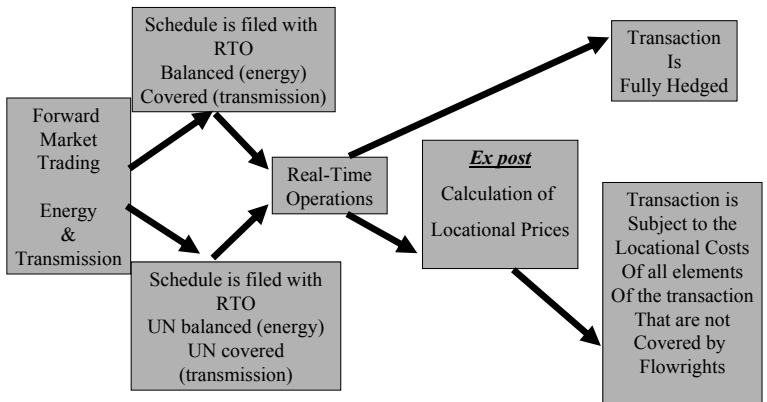 Forward
Market
Trading
Energy
&
Transmission
Schedule is filed with
RTO
Balanced (energy)
Covered (transmission)
Schedule is filed with
RTO
UN balanced (energy)
UN covered
(transmission)
Real-Time
Operations
Transaction
Is
Fully Hedged
Ex post
Calculation of
Locational Prices
Transaction is
Subject to the
Locational Costs
Of all elements
Of the transaction
That are not
Covered by
Flowrights